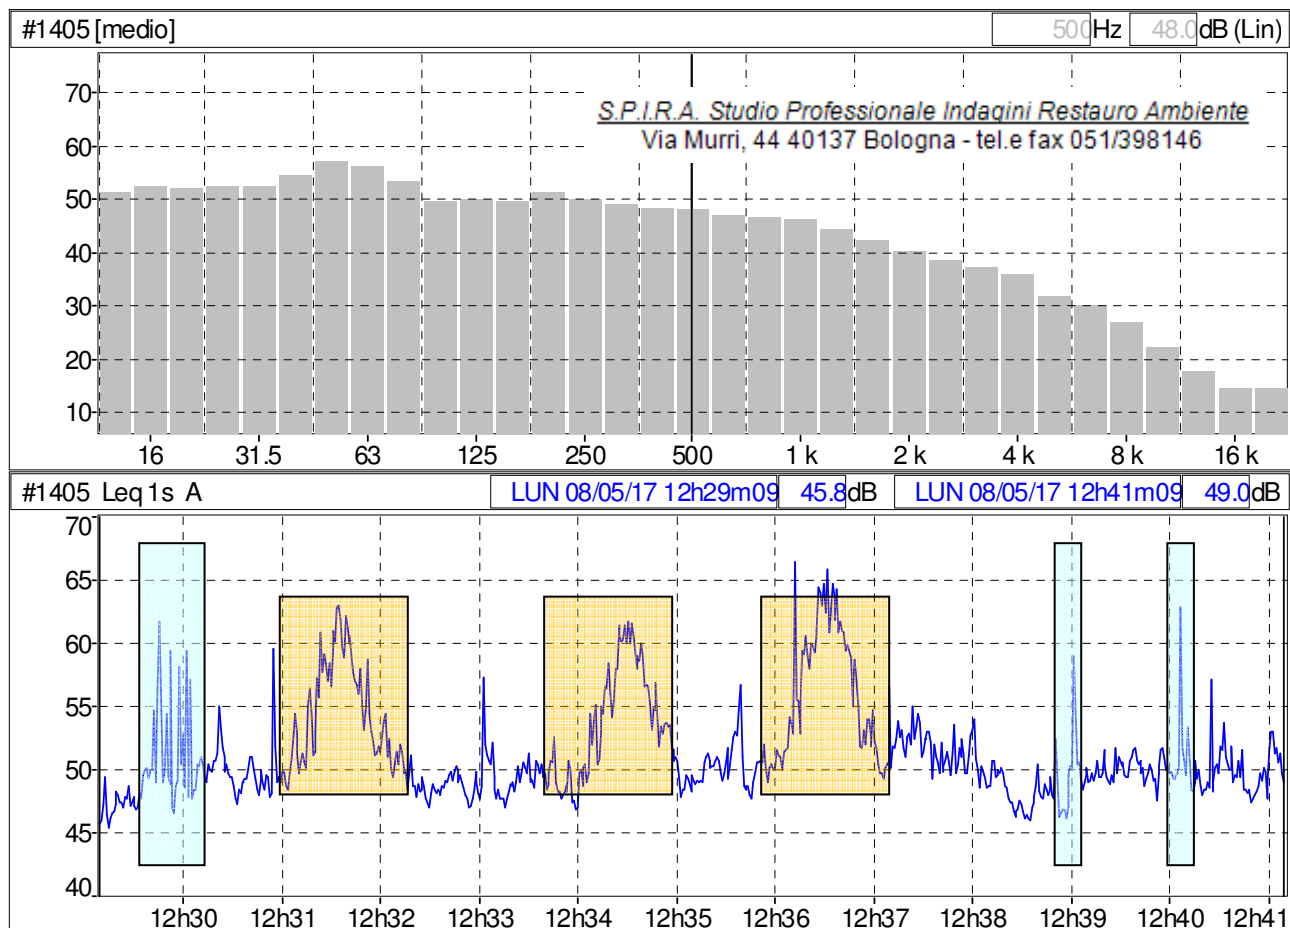 #1405 [medio] 500Hz 48.0dB (Lin)
70
S.P.I.R.A. Studio Professionale Indagini Restauro Ambiente
Via Murri, 44 40137 Bologna - tel.e fax 051/398146
60
50
40
30
20
10
16 31.5 63 125 250 500 1 k 2 k 4 k 8 k 16 k
#1405 Leq 1s A LUN 08/05/17 12h29m09 45.8dB LUN 08/05/17 12h41m09 49.0dB
70
65
60
55
50
45
40
12h30 12h31 12h32 12h33 12h34 12h35 12h36 12h37 12h38 12h39 12h40 12h41